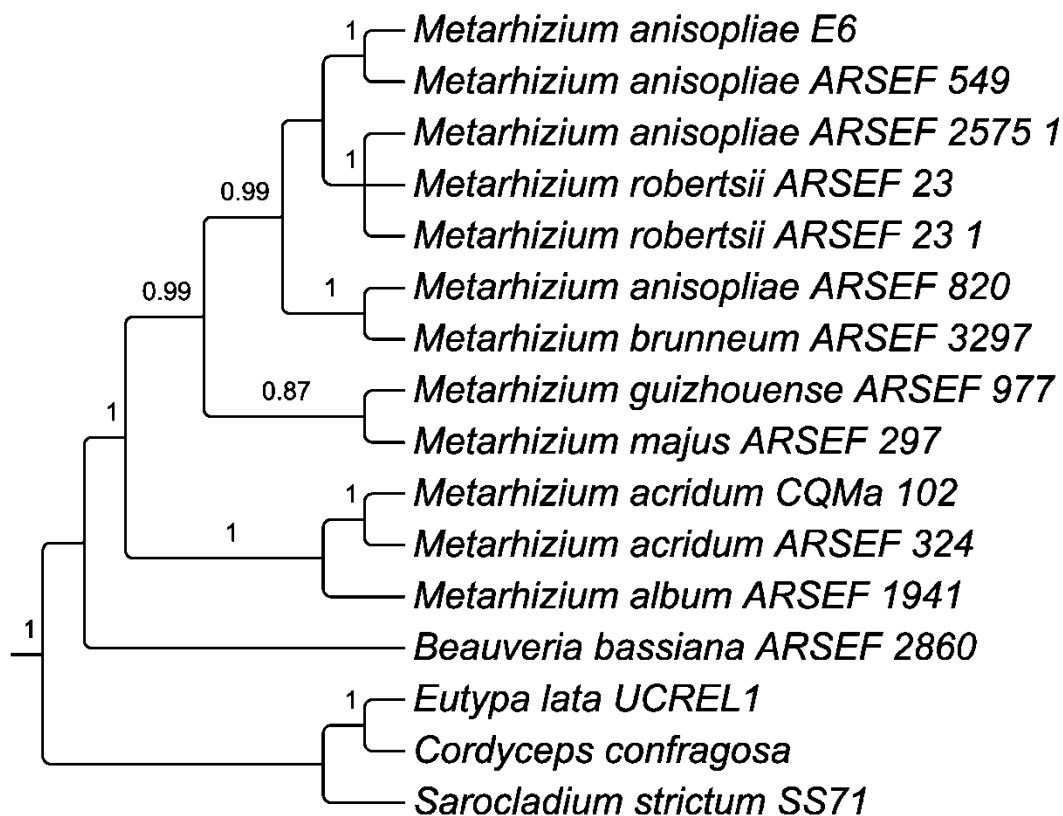 1 Metarhizium anisopliae E6
Metarhizium anisopliae ARSEF 549
Metarhizium anisopliae ARSEF 2575 1
1 Metarhizium robertsii ARSEF 23
0.99
Metarhizium robertsii ARSEF 23 1
1 Metarhizium anisopliae ARSEF 820
0.99
Metarhizium brunneum ARSEF 3297
0.87 Metarhizium guizhouense ARSEF 977
1
Metarhizium majus ARSEF 297
1 Metarhizium acridum CQMa 102
1 Metarhizium acridum ARSEF 324
Metarhizium album ARSEF 1941
1 Beauveria bassiana ARSEF 2860
1 Eutypa lata UCREL1
Cordyceps confragosa
Sarocladium strictum SS71